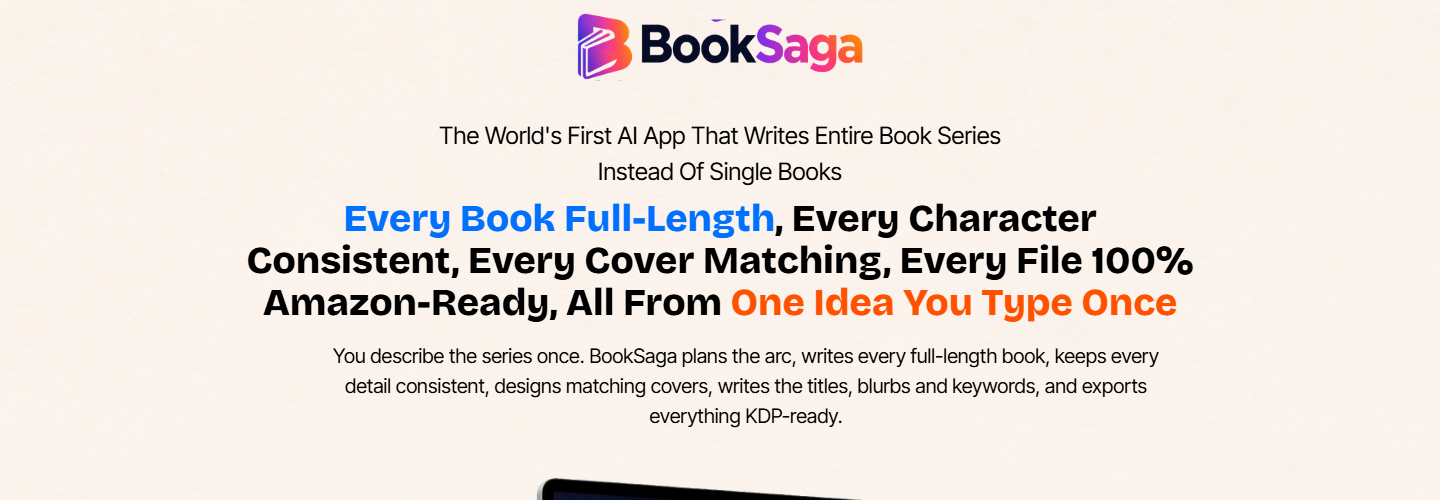 BookSaga
The World's First AI App That Writes Entire Book Series
Instead Of Single Books
Every Book Full-Length, Every Character
Consistent, Every Cover Matching, Every File 100%
Amazon-Ready, All From One Idea You Type Once
You describe the series once. BookSaga plans the arc, writes every full-length book, keeps every
detail consistent, designs matching covers, writes the titles, blurbs and keywords, and exports
everything KDP-ready.